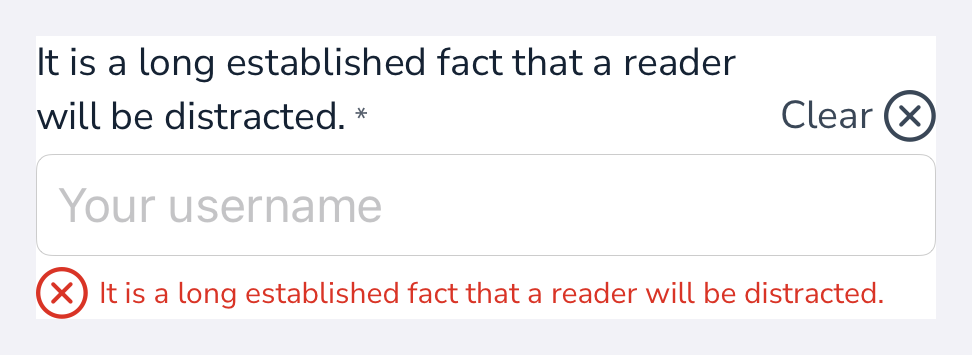 It is a long established fact that a reader
will be distracted. *
Clear
Your username
It is a long established fact that a reader will be distracted.